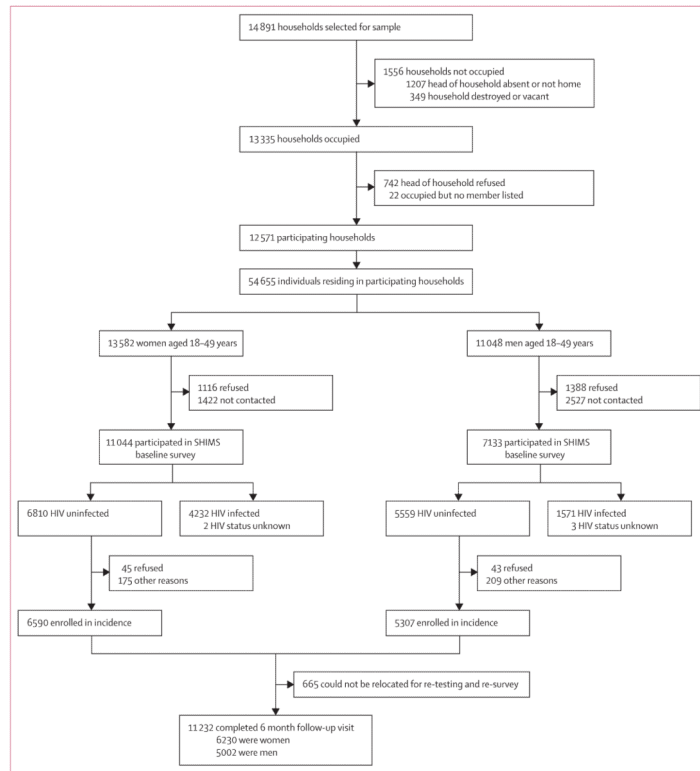 14 891 households selected for sample
1556 households not occupied
1207 head of household absent or not home
349 household destroyed or vacant
13 335 households occupied
742 head of household refused
22 occupied but no member listed
12 571 participating households
54 655 individuals residing in participating households
13 582 women aged 18–49 years
11 048 men aged 18–49 years
1116 refused
1422 not contacted
1388 refused
2527 not contacted
11 044 participated in SHIMS
baseline survey
7133 participated in SHIMS
baseline survey
6810 HIV uninfected
4232 HIV infected
2 HIV status unknown
5559 HIV uninfected
1571 HIV infected
3 HIV status unknown
45 refused
175 other reasons
43 refused
209 other reasons
6590 enrolled in incidence
5307 enrolled in incidence
665 could not be relocated for re-testing and re-survey
11 232 completed 6 month follow-up visit
6230 were women
5002 were men